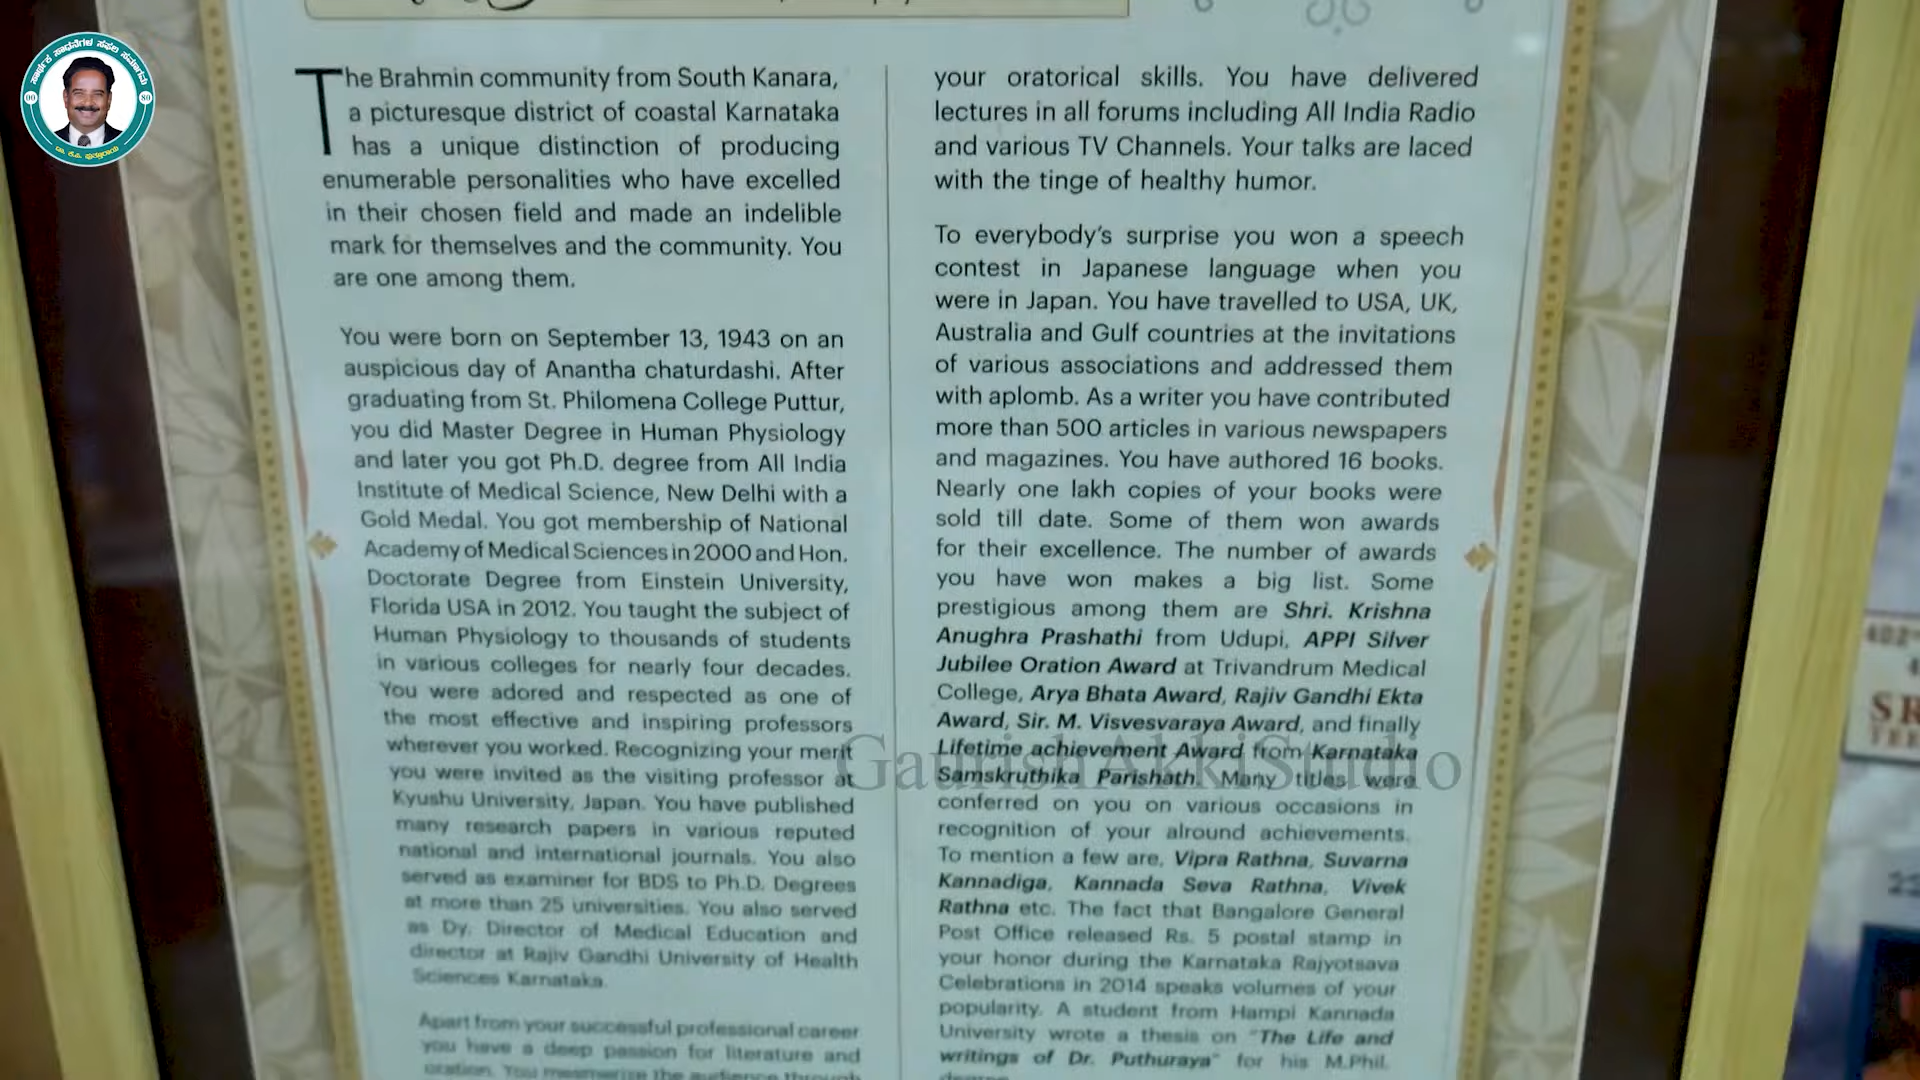 ಸಾರ್ಥಕ ಸಾಧನೆಗಳ ಸಫಲ ಸಮಾಗಮ
00
80
ಡಾ. ಕೆ.ಪಿ. ಪುತ್ತೂರಾಯ
The Brahmin community from South Kanara,
a picturesque district of coastal Karnataka
has a unique distinction of producing
enumerable personalities who have excelled
in their chosen field and made an indelible
mark for themselves and the community. You
are one among them.
You were born on September 13, 1943 on an
auspicious day of Anantha chaturdashi. After
graduating from St. Philomena College Puttur,
you did Master Degree in Human Physiology
and later you got Ph.D. degree from All India
Institute of Medical Science, New Delhi with a
Gold Medal. You got membership of National
Academy of Medical Sciences in 2000 and Hon.
Doctorate Degree from Einstein University,
Florida USA in 2012. You taught the subject of
Human Physiology to thousands of students
in various colleges for nearly four decades.
You were adored and respected as one of
the most effective and inspiring professors
wherever you worked. Recognizing your merit
you were invited as the visiting professor at
Kyushu University, Japan. You have published
many research papers in various reputed
national and international journals. You also
served as examiner for BDS to Ph.D. Degrees
at more than 25 universities. You also served
as Dy. Director of Medical Education and
director at Rajiv Gandhi University of Health
Sciences Karnataka.
Apart from your successful professional career
you have a deep passion for literature and
oration. You mesmerize the audience through
your oratorical skills. You have delivered
lectures in all forums including All India Radio
and various TV Channels. Your talks are laced
with the tinge of healthy humor.
To everybody's surprise you won a speech
contest in Japanese language when you
were in Japan. You have travelled to USA, UK,
Australia and Gulf countries at the invitations
of various associations and addressed them
with aplomb. As a writer you have contributed
more than 500 articles in various newspapers
and magazines. You have authored 16 books.
Nearly one lakh copies of your books were
sold till date. Some of them won awards
for their excellence. The number of awards
you have won makes a big list. Some
prestigious among them are Shri. Krishna
Anughra Prashathi from Udupi, APPI Silver
Jubilee Oration Award at Trivandrum Medical
College, Arya Bhata Award, Rajiv Gandhi Ekta
Award, Sir. M. Visvesvaraya Award, and finally
Lifetime achievement Award from Karnataka
Samskruthika Parishath. Many titles were
conferred on you on various occasions in
recognition of your alround achievements.
To mention a few are, Vipra Rathna, Suvarna
Kannadiga, Kannada Seva Rathna, Vivek
Rathna etc. The fact that Bangalore General
Post Office released Rs. 5 postal stamp in
your honor during the Karnataka Rajyotsava
Celebrations in 2014 speaks volumes of your
popularity. A student from Hampi Kannada
University wrote a thesis on "The Life and
writings of Dr. Puthuraya" for his M.Phil.
GaurishAkkiStudio
SR